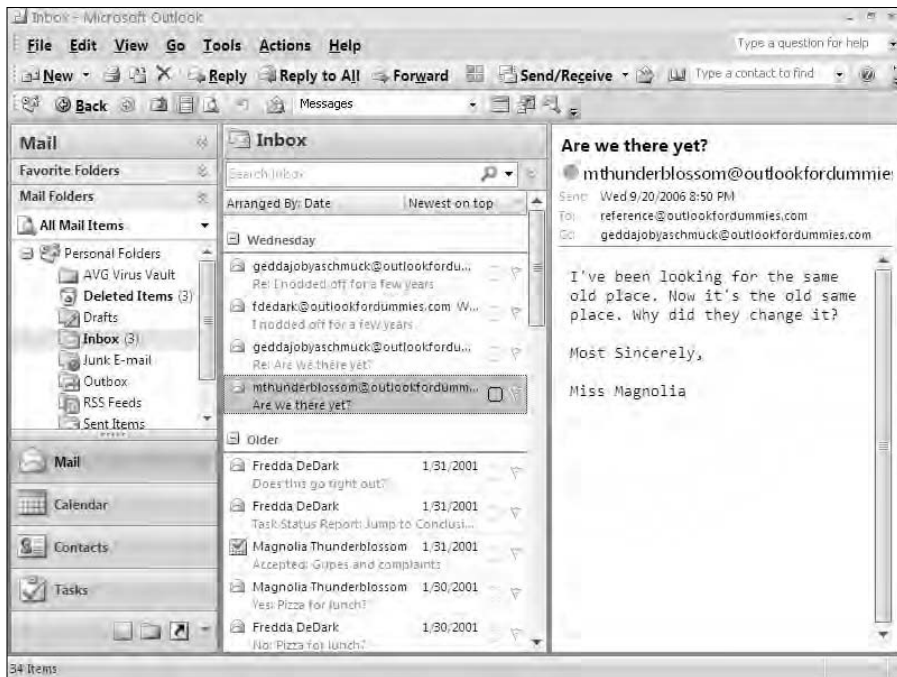 Inbox - Microsoft Outlook
File Edit View Go Tools Actions Help
Type a question for help
New Reply Reply to All Forward Send/Receive Type a contact to find
Back Messages
Mail
Favorite Folders
Mail Folders
All Mail Items
Personal Folders
AVG Virus Vault
Deleted Items (3)
Drafts
Inbox (3)
Junk E-mail
Outbox
RSS Feeds
Sent Items
Mail
Calendar
Contacts
Tasks
Inbox
Search Inbox
Arranged By: Date Newest on top
Wednesday
geddajobyaschmuck@outlookfordu...
Re: I nodded off for a few years
fdedark@outlookfordummies.com W...
I nodded off for a few years
geddajobyaschmuck@outlookfordu...
Re: Are we there yet?
mthunderblossom@outlookfordumm...
Are we there yet?
Older
Fredda DeDark 1/31/2001
Does this go right out?
Fredda DeDark 1/31/2001
Task Status Report: Jump to Conclusi...
Magnolia Thunderblossom 1/31/2001
Accepted: Gripes and complaints
Magnolia Thunderblossom 1/30/2001
Yes: Pizza for lunch?
Fredda DeDark 1/30/2001
No: Pizza for lunch?
Are we there yet?
mthunderblossom@outlookfordummie
Sent: Wed 9/20/2006 8:50 PM
To: reference@outlookfordummies.com
Cc: geddajobyaschmuck@outlookfordummies.com
I've been looking for the same
old place. Now it's the old same
place. Why did they change it?
Most Sincerely,
Miss Magnolia
34 Items